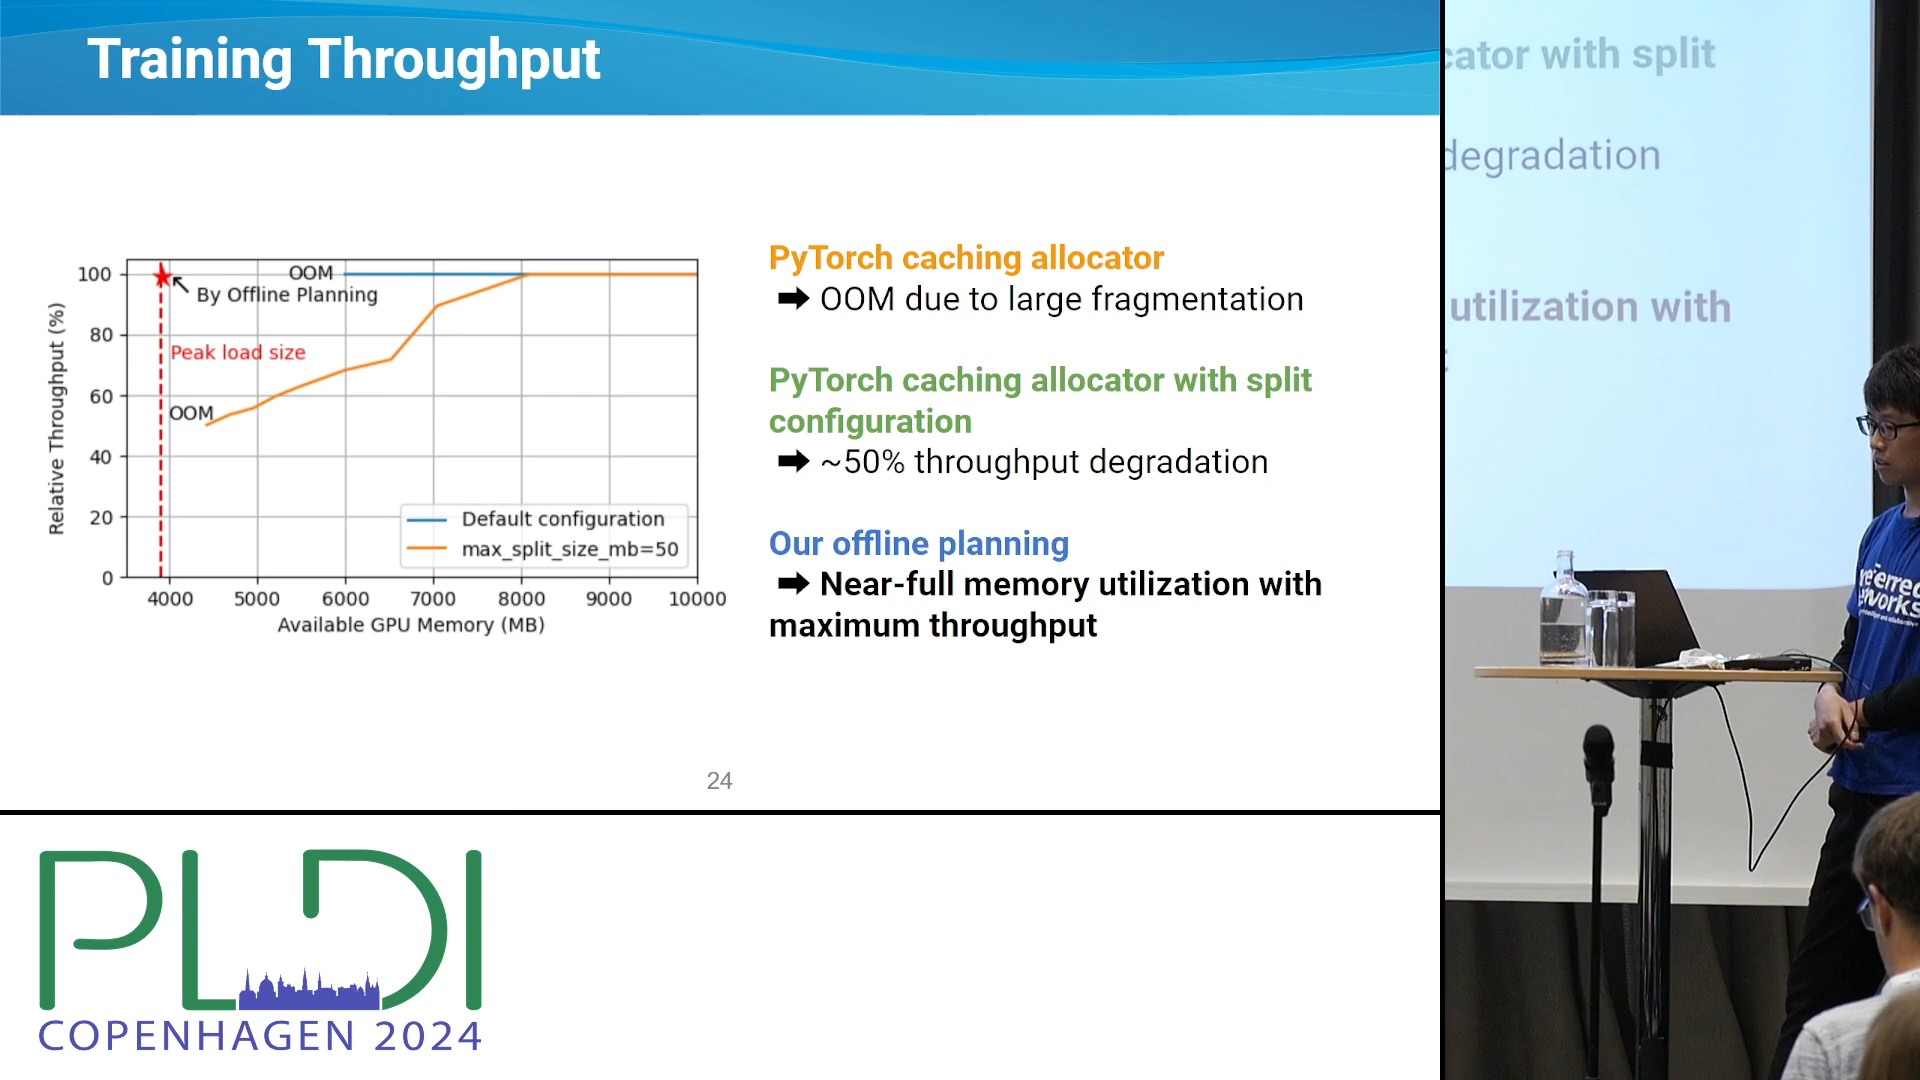 Training Throughput
100
80
60
40
20
0
Relative Throughput (%)
OOM
By Offline Planning
Peak load size
OOM
Default configuration
max_split_size_mb=50
4000 5000 6000 7000 8000 9000 10000
Available GPU Memory (MB)
PyTorch caching allocator
➡ OOM due to large fragmentation
PyTorch caching allocator with split
configuration
➡ ~50% throughput degradation
Our offline planning
➡ Near-full memory utilization with
maximum throughput
24
PLDI
COPENHAGEN 2024
cator with split
degradation
utilization with